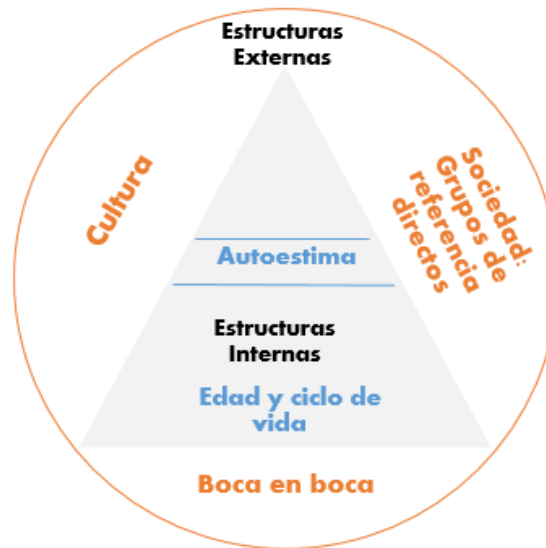 Estructuras
Externas
Cultura
Sociedad:
Grupos de
referencia
directos
Autoestima
Estructuras
Internas
Edad y ciclo de
vida
Boca en boca